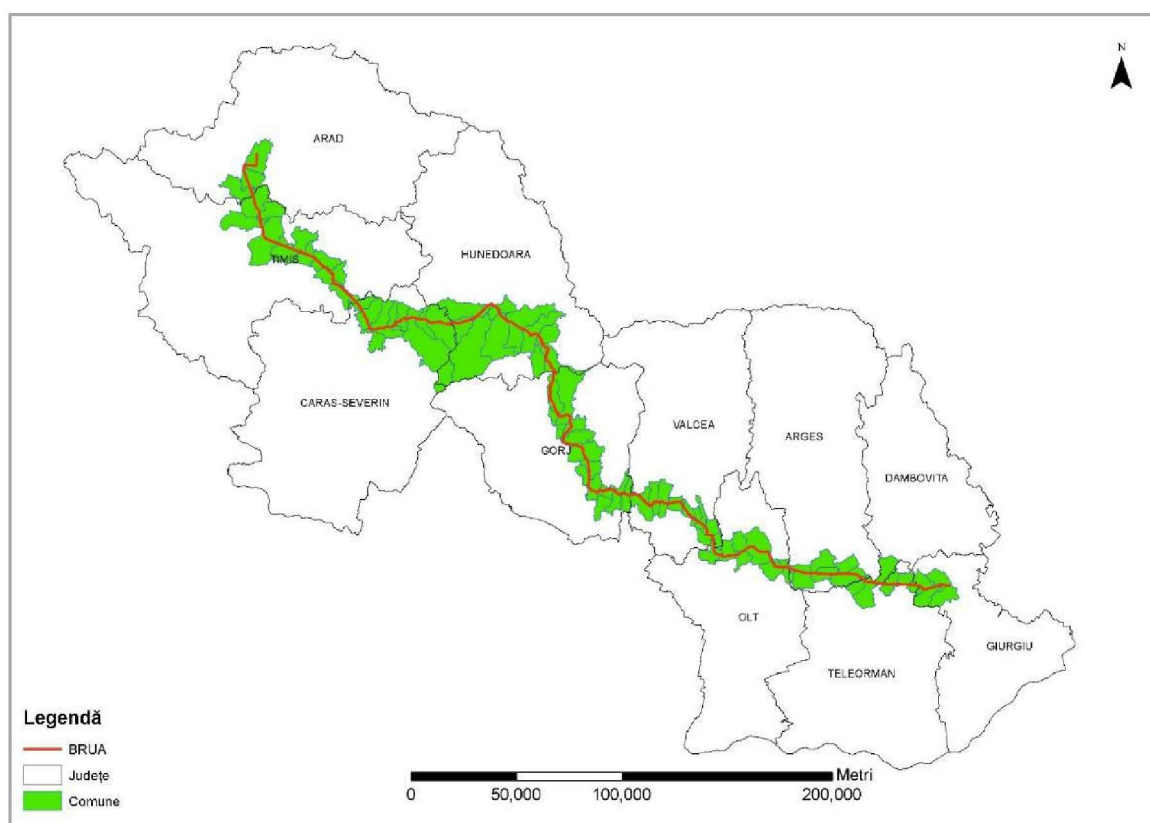 N
ARAD
HUNEDOARA
TIMIS
CARAS-SEVERIN
VALCEA
ARGES
GORJ
DAMBOVITA
OLT
GIURGIU
TELEORMAN
Legendă
BRUA
Județe
Comune
Metri
0 50,000 100,000 200,000